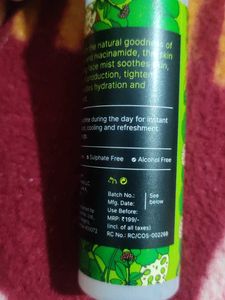 the natural goodness of
niacinamide, the skin
face mist soothes
production,
hydration and
during the day for instant
cooling and refreshment
Sulphate Free Alcohol Free
Batch No.:
Mfg. Date:
Use Before:
See
below
MRP: ₹199/-
(incl. of all taxes)
RC No.: RC/COS-002268